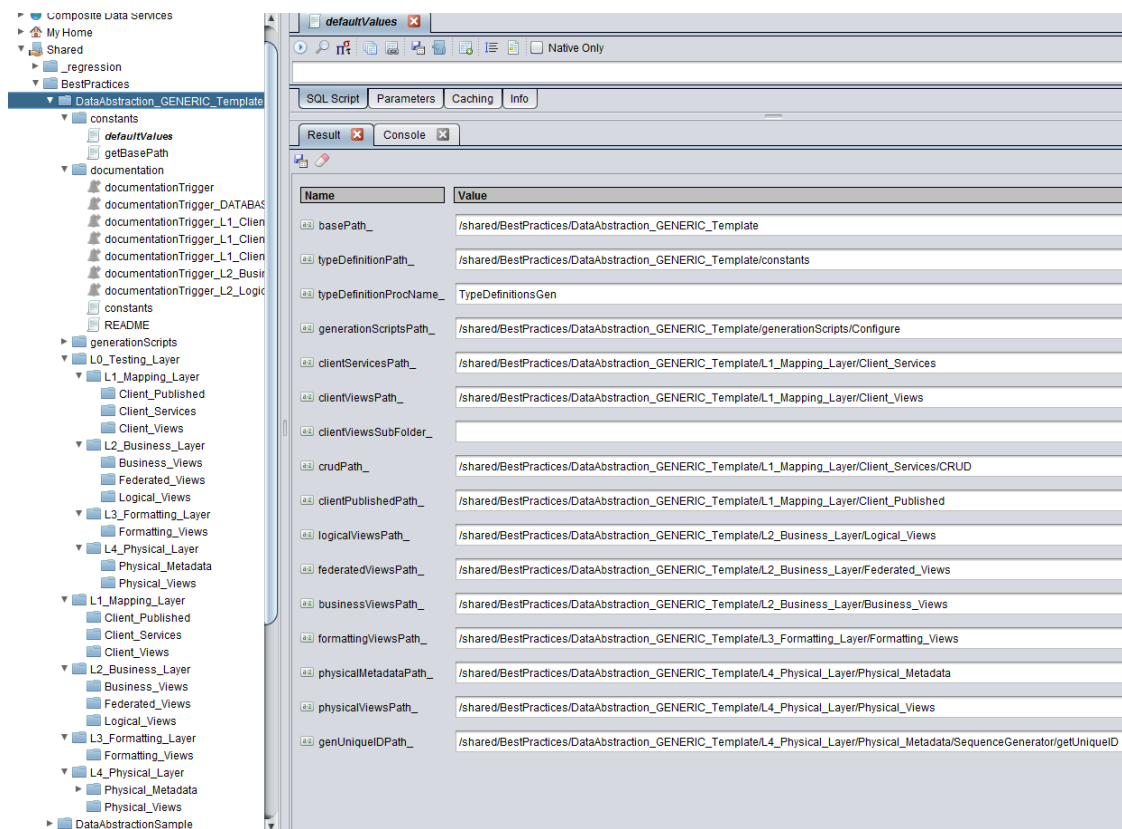 Composite Data Services
My Home
Shared
_regression
BestPractices
DataAbstraction_GENERIC_Template
constants
defaultValues
getBasePath
documentation
documentationTrigger
documentationTrigger_DATABAS
documentationTrigger_L1_Clien
documentationTrigger_L1_Clien
documentationTrigger_L1_Clien
documentationTrigger_L2_Busin
documentationTrigger_L2_Logic
constants
README
generationScripts
L0_Testing_Layer
L1_Mapping_Layer
Client_Published
Client_Services
Client_Views
L2_Business_Layer
Business_Views
Federated_Views
Logical_Views
L3_Formatting_Layer
Formatting_Views
L4_Physical_Layer
Physical_Metadata
Physical_Views
L1_Mapping_Layer
Client_Published
Client_Services
Client_Views
L2_Business_Layer
Business_Views
Federated_Views
Logical_Views
L3_Formatting_Layer
Formatting_Views
L4_Physical_Layer
Physical_Metadata
Physical_Views
DataAbstractionSample
defaultValues
Native Only
SQL Script Parameters Caching Info
Result Console
Name Value
basePath_ /shared/BestPractices/DataAbstraction_GENERIC_Template
typeDefinitionPath_ /shared/BestPractices/DataAbstraction_GENERIC_Template/constants
typeDefinitionProcName_ TypeDefinitionsGen
generationScriptsPath_ /shared/BestPractices/DataAbstraction_GENERIC_Template/generationScripts/Configure
clientServicesPath_ /shared/BestPractices/DataAbstraction_GENERIC_Template/L1_Mapping_Layer/Client_Services
clientViewsPath_ /shared/BestPractices/DataAbstraction_GENERIC_Template/L1_Mapping_Layer/Client_Views
clientViewsSubFolder_
crudPath_ /shared/BestPractices/DataAbstraction_GENERIC_Template/L1_Mapping_Layer/Client_Services/CRUD
clientPublishedPath_ /shared/BestPractices/DataAbstraction_GENERIC_Template/L1_Mapping_Layer/Client_Published
logicalViewsPath_ /shared/BestPractices/DataAbstraction_GENERIC_Template/L2_Business_Layer/Logical_Views
federatedViewsPath_ /shared/BestPractices/DataAbstraction_GENERIC_Template/L2_Business_Layer/Federated_Views
businessViewsPath_ /shared/BestPractices/DataAbstraction_GENERIC_Template/L2_Business_Layer/Business_Views
formattingViewsPath_ /shared/BestPractices/DataAbstraction_GENERIC_Template/L3_Formatting_Layer/Formatting_Views
physicalMetadataPath_ /shared/BestPractices/DataAbstraction_GENERIC_Template/L4_Physical_Layer/Physical_Metadata
physicalViewsPath_ /shared/BestPractices/DataAbstraction_GENERIC_Template/L4_Physical_Layer/Physical_Views
genUniqueIDPath_ /shared/BestPractices/DataAbstraction_GENERIC_Template/L4_Physical_Layer/Physical_Metadata/SequenceGenerator/getUniqueID